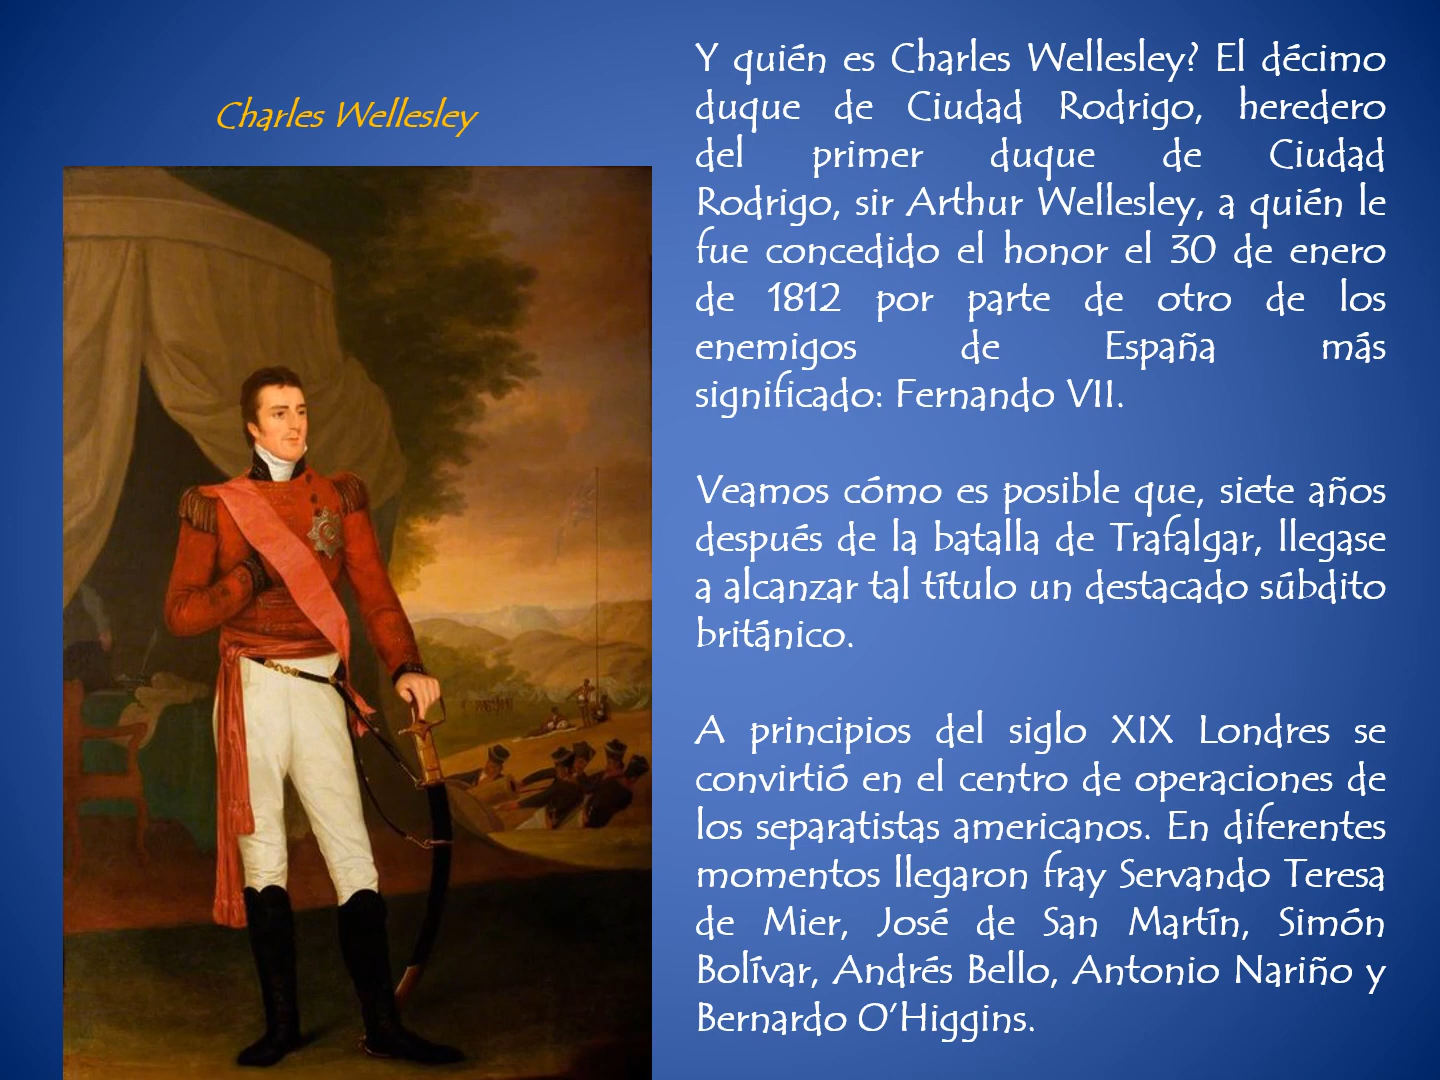 Charles Wellesley
Y quién es Charles Wellesley? El décimo
duque de Ciudad Rodrigo, heredero
del primer duque de Ciudad
Rodrigo, sir Arthur Wellesley, a quién le
fue concedido el honor el 30 de enero
de 1812 por parte de otro de los
enemigos de España más
significado: Fernando VII.
Veamos cómo es posible que, siete años
después de la batalla de Trafalgar, llegase
a alcanzar tal título un destacado súbdito
británico.
A principios del siglo XIX Londres se
convirtió en el centro de operaciones de
los separatistas americanos. En diferentes
momentos llegaron fray Servando Teresa
de Mier, José de San Martín, Simón
Bolívar, Andrés Bello, Antonio Nariño y
Bernardo O’Higgins.